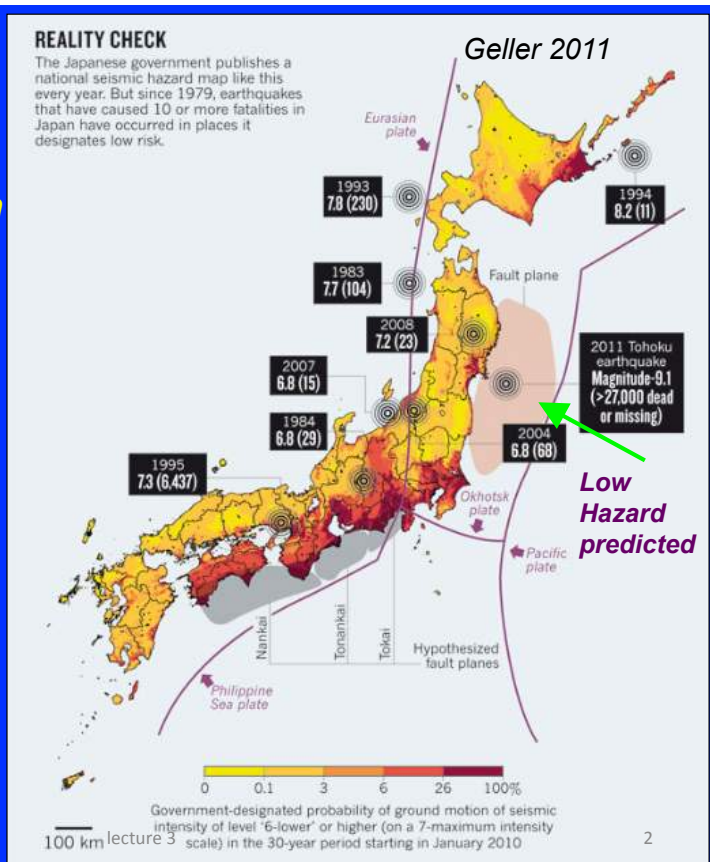 REALITY CHECK
The Japanese government publishes a
national seismic hazard map like this
every year. But since 1979, earthquakes
that have caused 10 or more fatalities in
Japan have occurred in places it
designates low risk.
Geller 2011
Eurasian
plate
1993
7.8 (230)
1994
8.2 (11)
1983
7.7 (104)
Fault plane
2008
7.2 (23)
2011 Tohoku
earthquake
Magnitude-9.1
(>27,000 dead
or missing)
2007
6.8 (15)
1984
6.8 (29)
2004
6.8 (68)
1995
7.3 (6,437)
Low
Hazard
predicted
Okhotsk
plate
Pacific
plate
Nankai
Tonankai
Tokai
Hypothesized
fault planes
Philippine
Sea plate
0 0.1 3 6 26 100%
Government-designated probability of ground motion of seismic
intensity of level ‘6-lower’ or higher (on a 7-maximum intensity
scale) in the 30-year period starting in January 2010
100 km
lecture 3
2